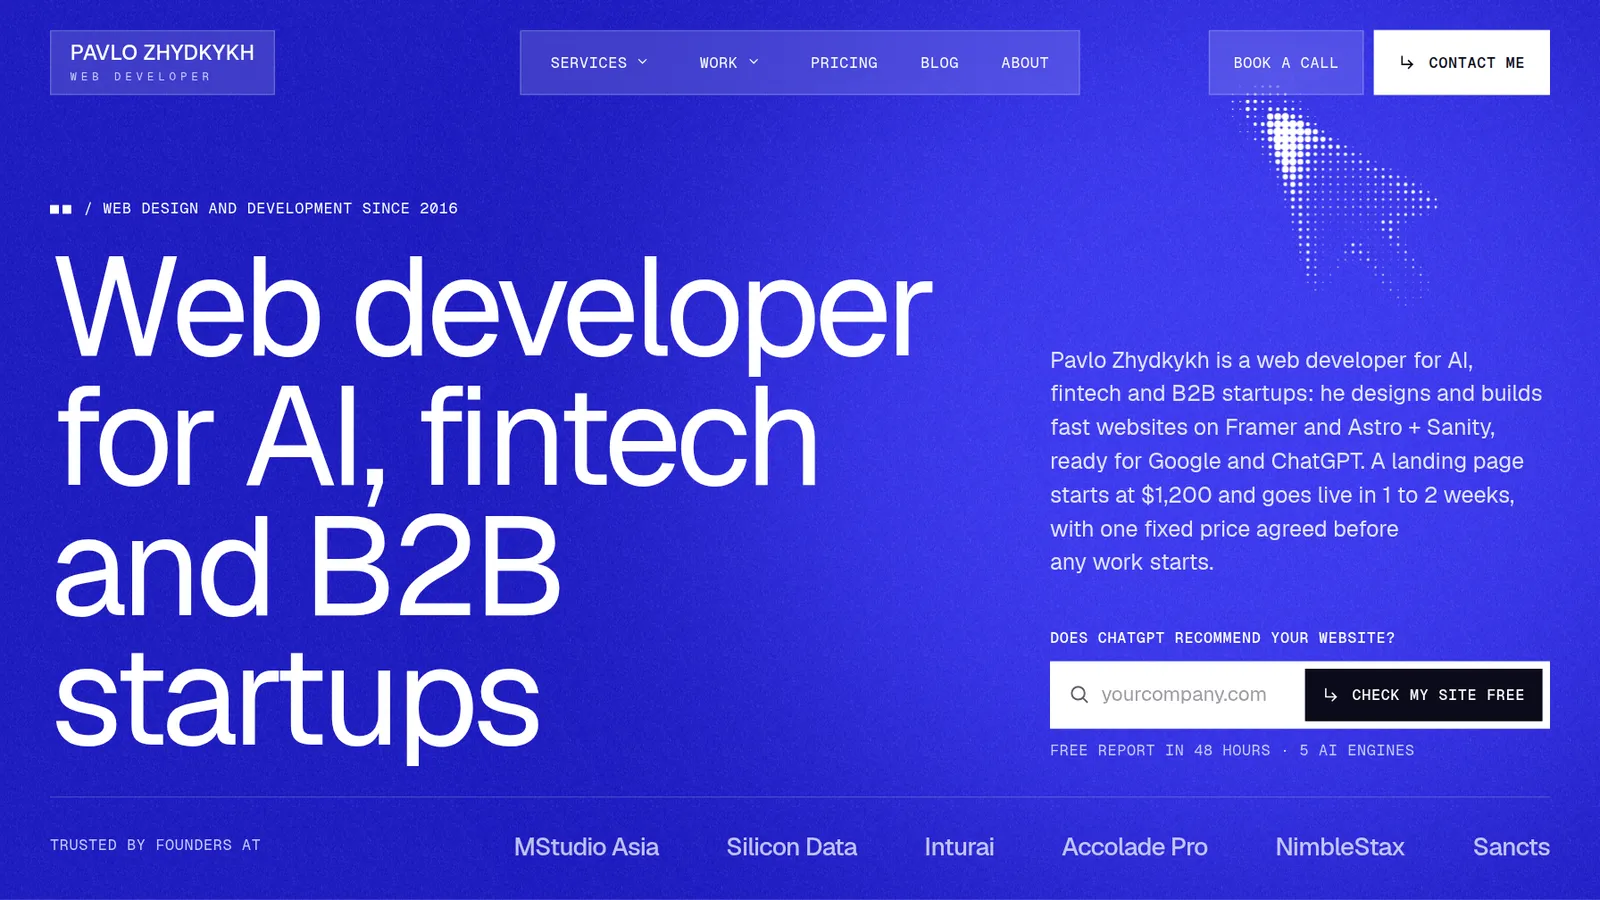 PAVLO ZHYDKYKH
WEB DEVELOPER
SERVICES
WORK
PRICING
BLOG
ABOUT
BOOK A CALL
CONTACT ME
/ WEB DESIGN AND DEVELOPMENT SINCE 2016
Web developer
for AI, fintech
and B2B
startups
Pavlo Zhydkykh is a web developer for AI,
fintech and B2B startups: he designs and builds
fast websites on Framer and Astro + Sanity,
ready for Google and ChatGPT. A landing page
starts at $1,200 and goes live in 1 to 2 weeks,
with one fixed price agreed before
any work starts.
DOES CHATGPT RECOMMEND YOUR WEBSITE?
yourcompany.com
CHECK MY SITE FREE
FREE REPORT IN 48 HOURS · 5 AI ENGINES
TRUSTED BY FOUNDERS AT
MStudio Asia
Silicon Data
Inturai
Accolade Pro
NimbleStax
Sancts